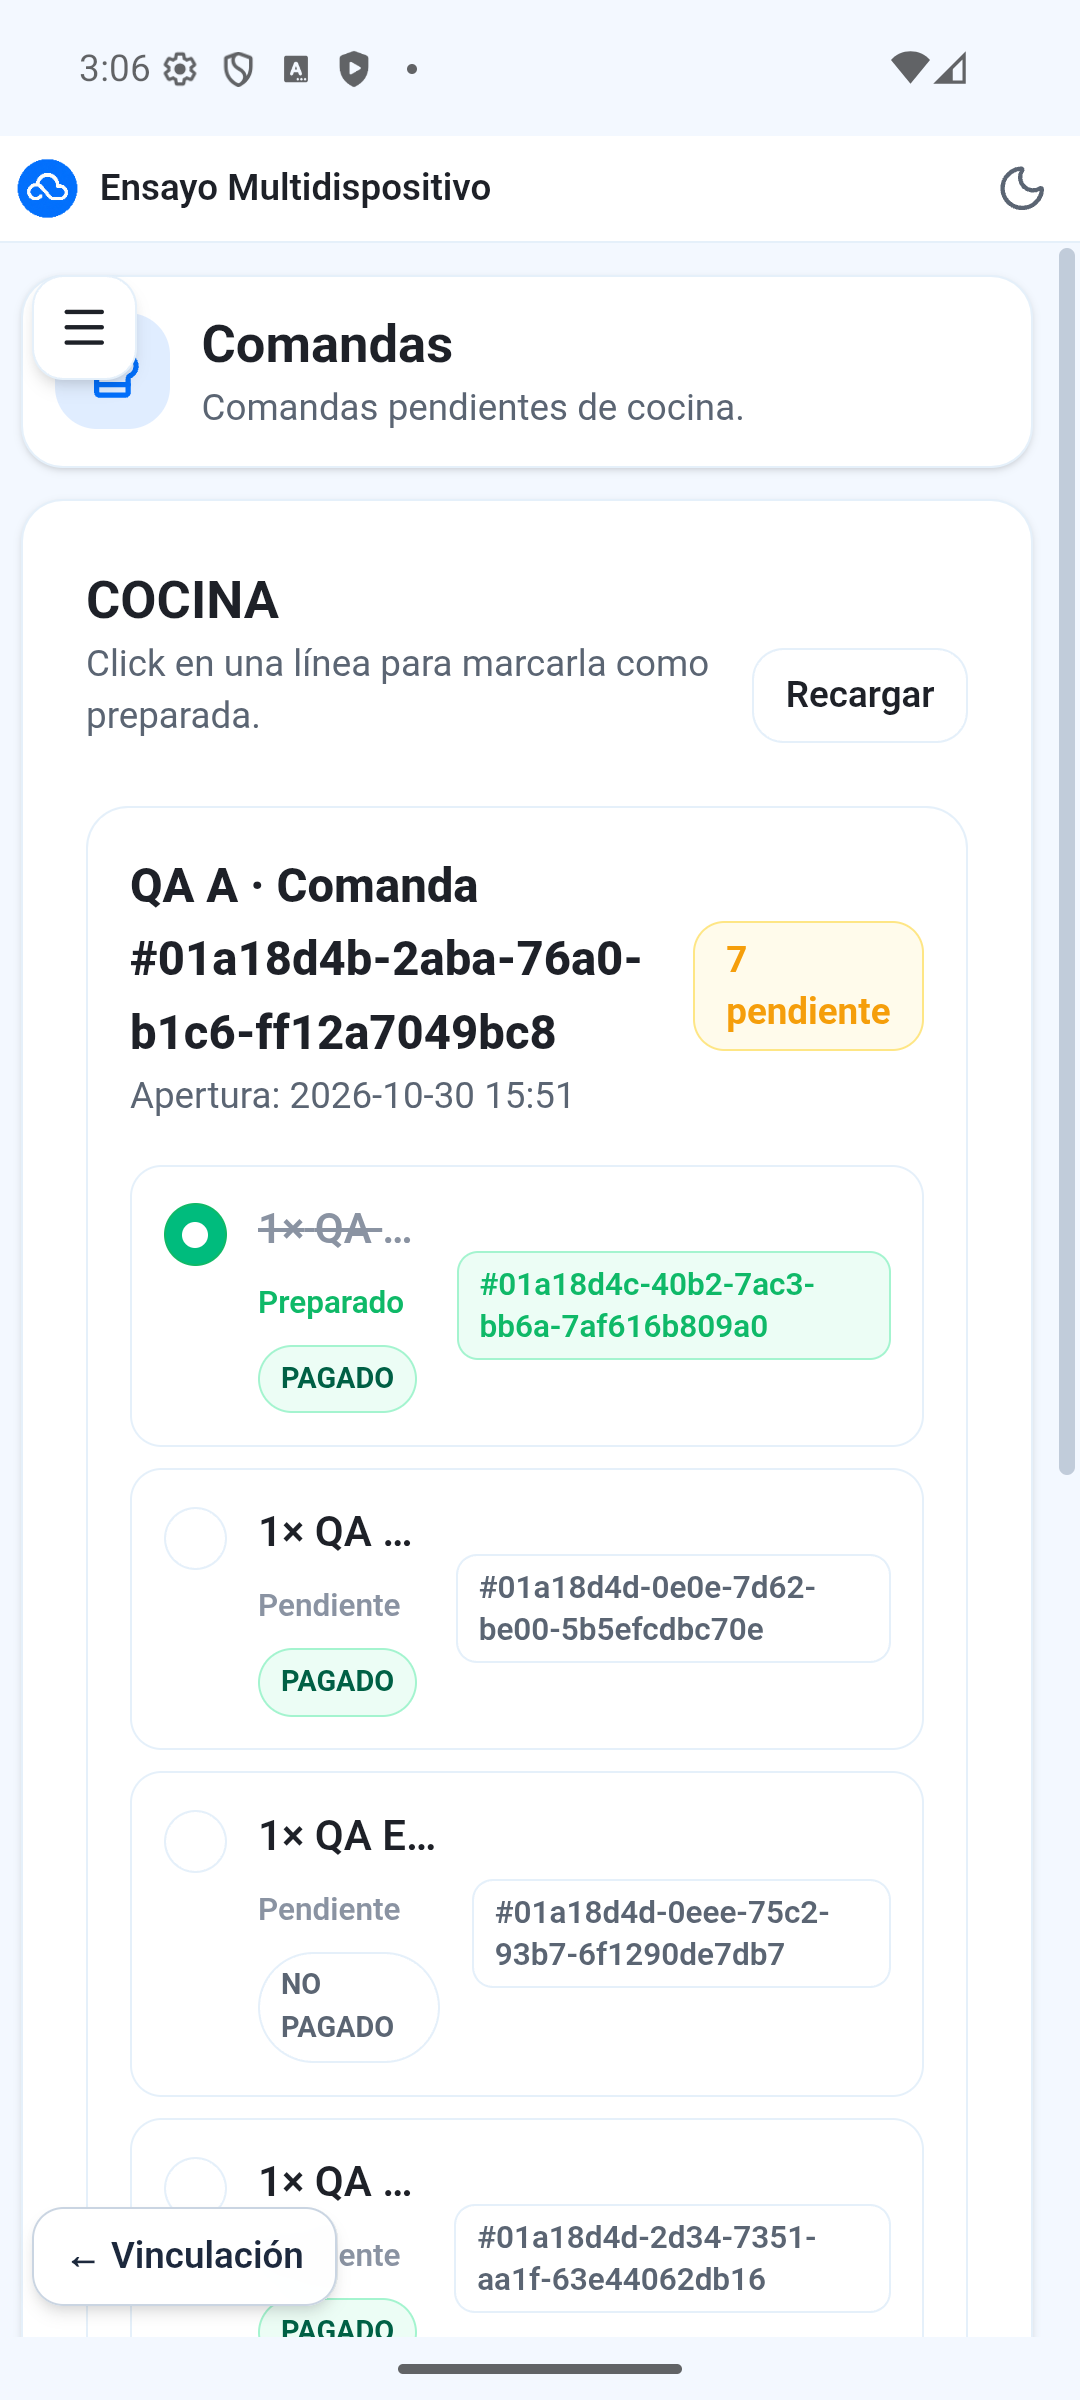 3:06
Ensayo Multidispositivo
Comandas
Comandas pendientes de cocina.
COCINA
Click en una línea para marcarla como
preparada.
Recargar
QA A · Comanda
#01a18d4b-2aba-76a0-
b1c6-ff12a7049bc8
7
pendiente
Apertura: 2026-10-30 15:51
1× QA ...
Preparado
PAGADO
#01a18d4c-40b2-7ac3-
bb6a-7af616b809a0
1× QA ...
Pendiente
PAGADO
#01a18d4d-0e0e-7d62-
be00-5b5efcdbc70e
1× QA E...
Pendiente
NO
PAGADO
#01a18d4d-0eee-75c2-
93b7-6f1290de7db7
1× QA ...
ente
PAGADO
#01a18d4d-2d34-7351-
aa1f-63e44062db16
← Vinculación